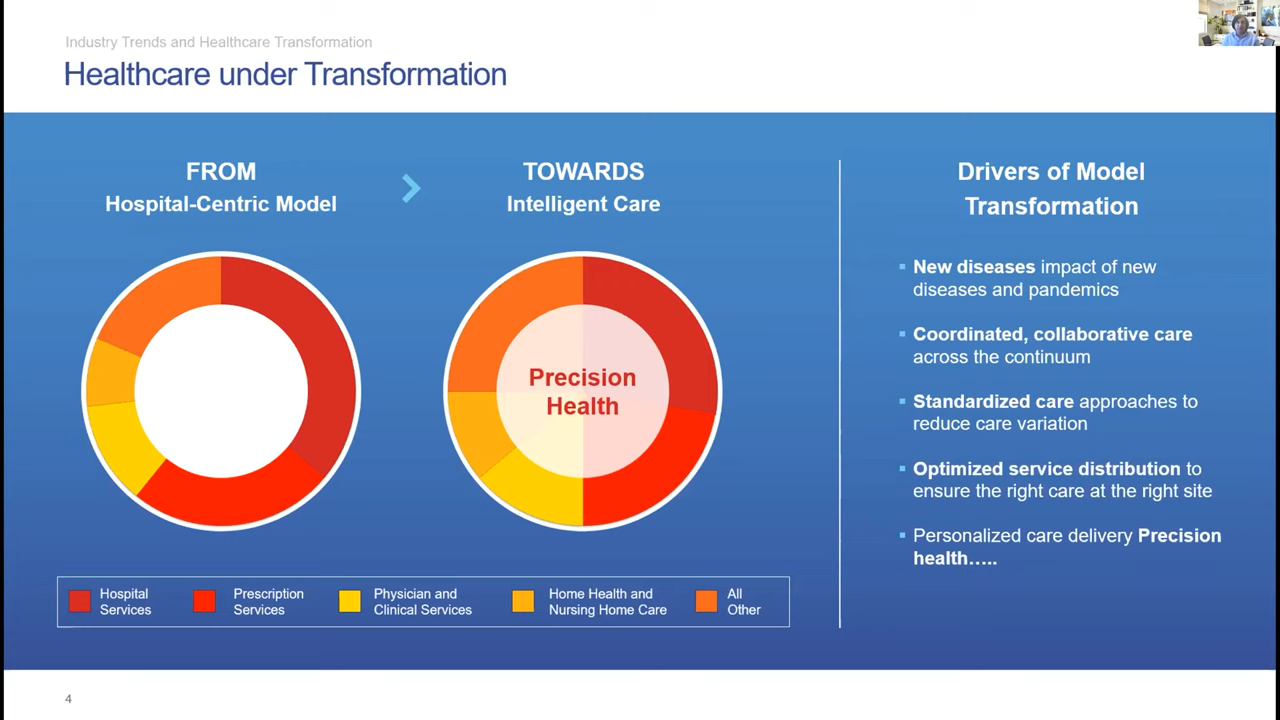 Industry Trends and Healthcare Transformation
Healthcare under Transformation
FROM
Hospital-Centric Model
TOWARDS
Intelligent Care
Precision
Health
Drivers of Model
Transformation
▪ New diseases impact of new
diseases and pandemics
▪ Coordinated, collaborative care
across the continuum
▪ Standardized care approaches to
reduce care variation
▪ Optimized service distribution to
ensure the right care at the right site
▪ Personalized care delivery Precision
health…..
Hospital
Services
Prescription
Services
Physician and
Clinical Services
Home Health and
Nursing Home Care
All
Other
4